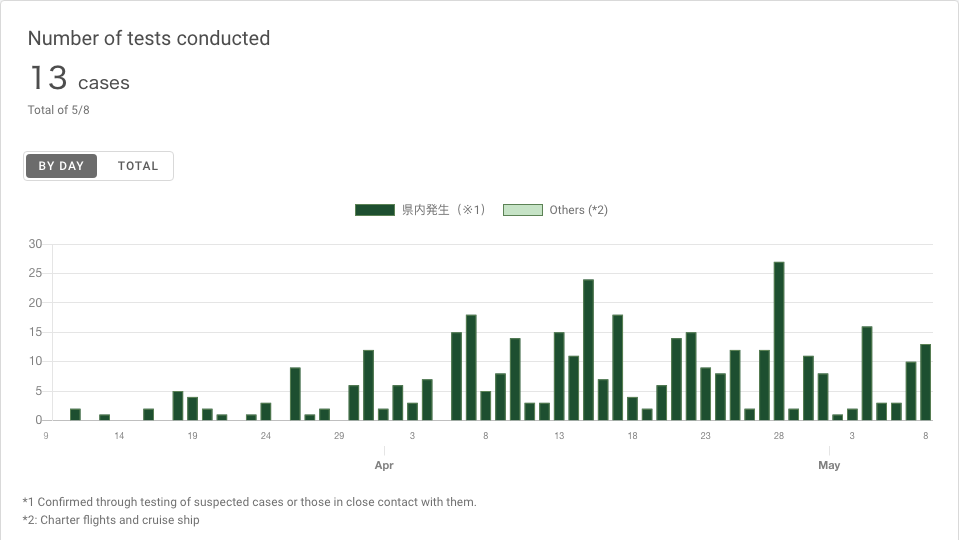 Number of tests conducted
13 cases
Total of 5/8
BY DAY TOTAL
県内発生（※1） Others (*2)
30
25
20
15
10
5
0
9 14 19 24 29 3 8 13 18 23 28 3 8
Apr May
*1 Confirmed through testing of suspected cases or those in close contact with them.
*2: Charter flights and cruise ship